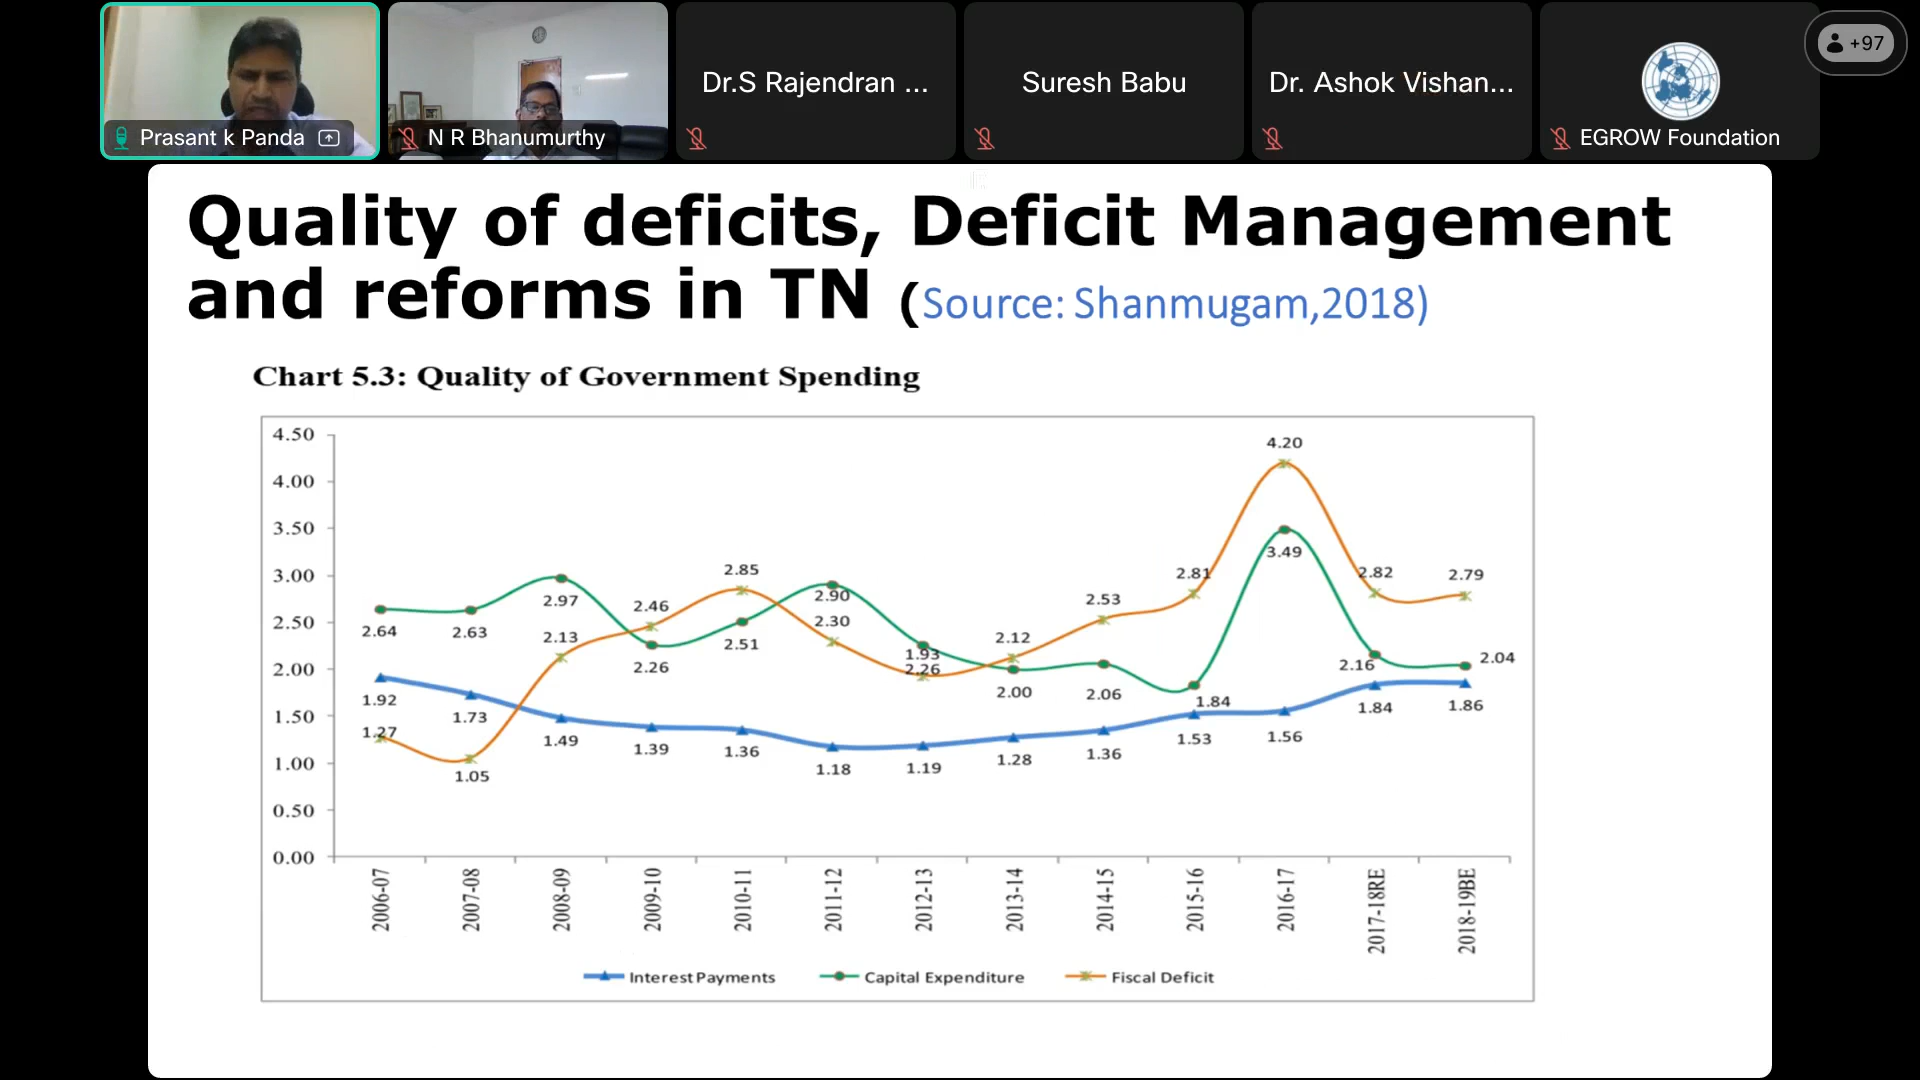 Prasant k Panda
N R Bhanumurthy
Dr.S Rajendran ...
Suresh Babu
Dr. Ashok Vishan...
EGROW Foundation
+97
Quality of deficits, Deficit Management
and reforms in TN (Source: Shanmugam,2018)
Chart 5.3: Quality of Government Spending
4.50
4.00
3.50
3.00
2.50
2.00
1.50
1.00
0.50
0.00
2.64 2.63 2.97 2.26 2.51 2.90 2.26 2.00 2.06 1.84 3.49 2.16 2.04
1.27 1.05 2.13 2.46 2.85 2.30 1.93 2.12 2.53 2.81 4.20 2.82 2.79
1.92 1.73 1.49 1.39 1.36 1.18 1.19 1.28 1.36 1.53 1.56 1.84 1.86
2006-07 2007-08 2008-09 2009-10 2010-11 2011-12 2012-13 2013-14 2014-15 2015-16 2016-17 2017-18RE 2018-19BE
Interest Payments Capital Expenditure Fiscal Deficit